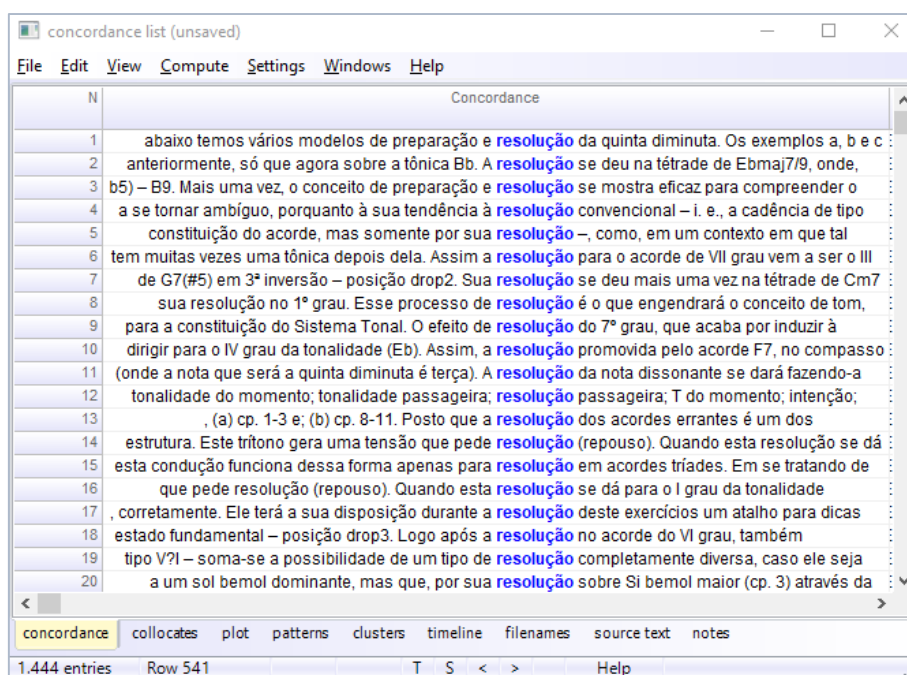 concordance list (unsaved)
File Edit View Compute Settings Windows Help
N Concordance
1 abaixo temos vários modelos de preparação e resolução da quinta diminuta. Os exemplos a, b e c
2 anteriormente, só que agora sobre a tônica Bb. A resolução se deu na tétrade de Ebmaj7/9, onde,
3 b5) – B9. Mais uma vez, o conceito de preparação e resolução se mostra eficaz para compreender o
4 a se tornar ambíguo, porquanto à sua tendência à resolução convencional – i. e., a cadência de tipo
5 constituição do acorde, mas somente por sua resolução –, como, em um contexto em que tal
6 tem muitas vezes uma tônica depois dela. Assim a resolução para o acorde de VII grau vem a ser o III
7 de G7(#5) em 3ª inversão – posição drop2. Sua resolução se deu mais uma vez na tétrade de Cm7
8 sua resolução no 1º grau. Esse processo de resolução é o que engendrará o conceito de tom,
9 para a constituição do Sistema Tonal. O efeito de resolução do 7º grau, que acaba por induzir à
10 dirigir para o IV grau da tonalidade (Eb). Assim, a resolução promovida pelo acorde F7, no compasso
11 (onde a nota que será a quinta diminuta é terça). A resolução da nota dissonante se dará fazendo-a
12 tonalidade do momento; tonalidade passageira; resolução passageira; T do momento; intenção;
13 , (a) cp. 1-3 e; (b) cp. 8-11. Posto que a resolução dos acordes errantes é um dos
14 estrutura. Este trítono gera uma tensão que pede resolução (repouso). Quando esta resolução se dá
15 esta condução funciona dessa forma apenas para resolução em acordes tríades. Em se tratando de
16 que pede resolução (repouso). Quando esta resolução se dá para o I grau da tonalidade
17 , corretamente. Ele terá a sua disposição durante a resolução deste exercícios um atalho para dicas
18 estado fundamental – posição drop3. Logo após a resolução no acorde do VI grau, também
19 tipo V?I – soma-se a possibilidade de um tipo de resolução completamente diversa, caso ele seja
20 a um sol bemol dominante, mas que, por sua resolução sobre Si bemol maior (cp. 3) através da
concordance collocates plot patterns clusters timeline filenames source text notes
1.444 entries Row 541 T S < > Help